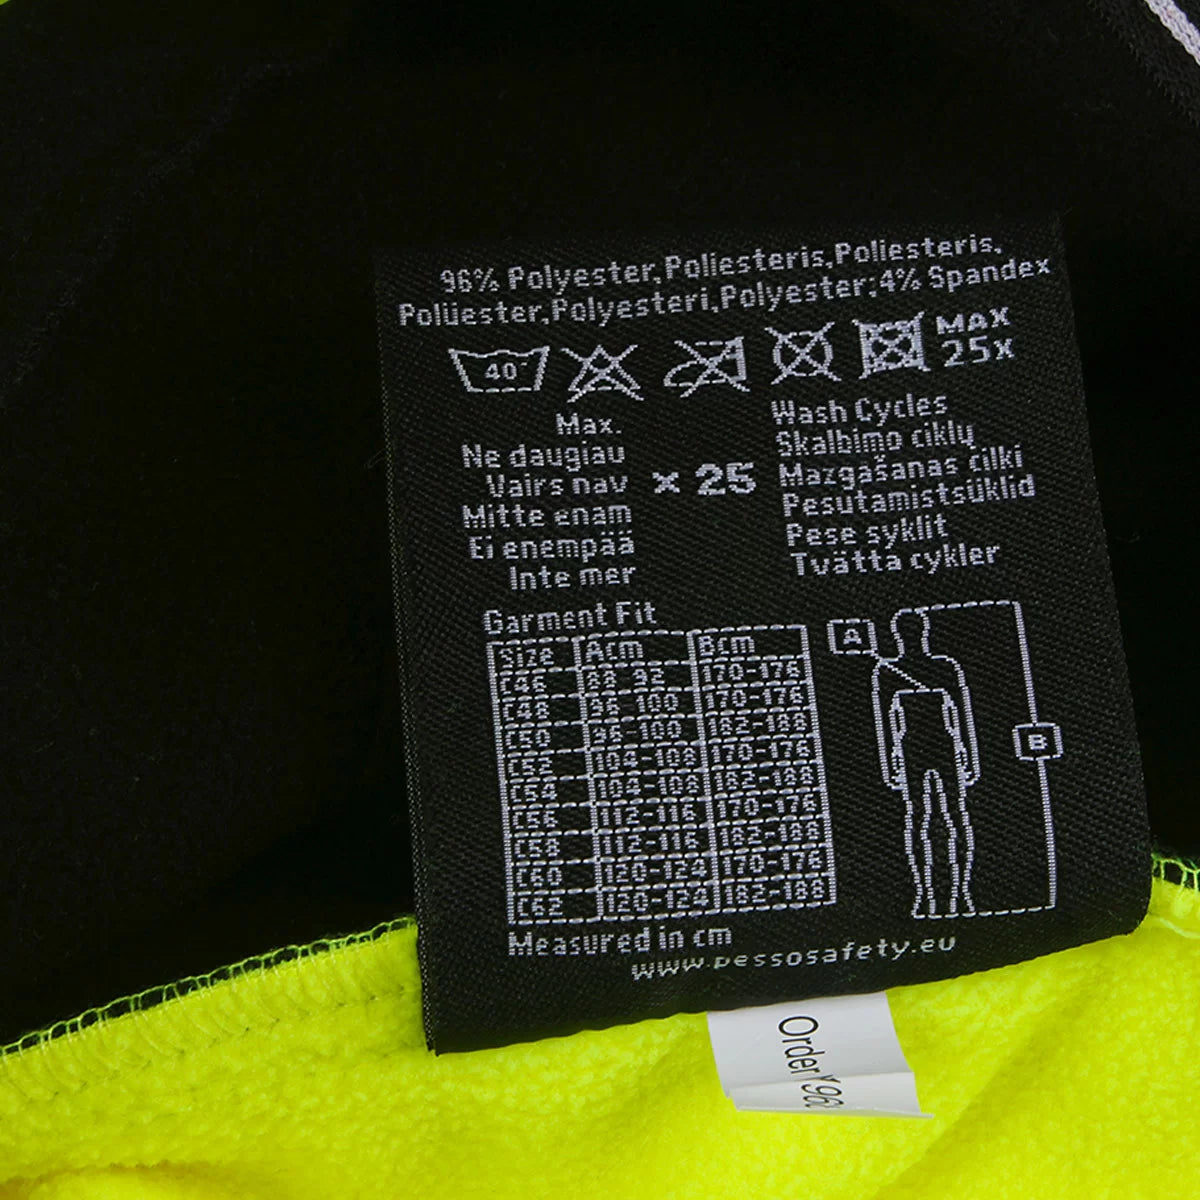 96% Polyester,Poliesteris,Poliesteris,
Polüester,Polyesteri,Polyester;4% Spandex
40° MAX 25x
Max.
Ne daugiau
Vairs nav
Mitte enam
Ei enempää
Inte mer
x 25
Wash Cycles
Skalbimo ciklų
Mazgašanas cilki
Pesutamistsüklid
Pese syklit
Tvätta cykler
Garment Fit
Size Acm Bcm
C46 88-92 170-176
C48 96-100 170-176
C50 96-100 182-188
C52 104-108 170-176
C54 104-108 182-188
C56 112-116 170-176
C58 112-116 182-188
C60 120-124 170-176
C62 120-124 182-188
A
B
Measured in cm
www.pessosafety.eu
Order